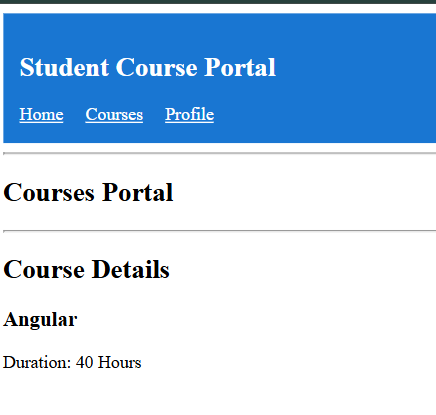 Student Course Portal
Home Courses Profile
Courses Portal
Course Details
Angular
Duration: 40 Hours